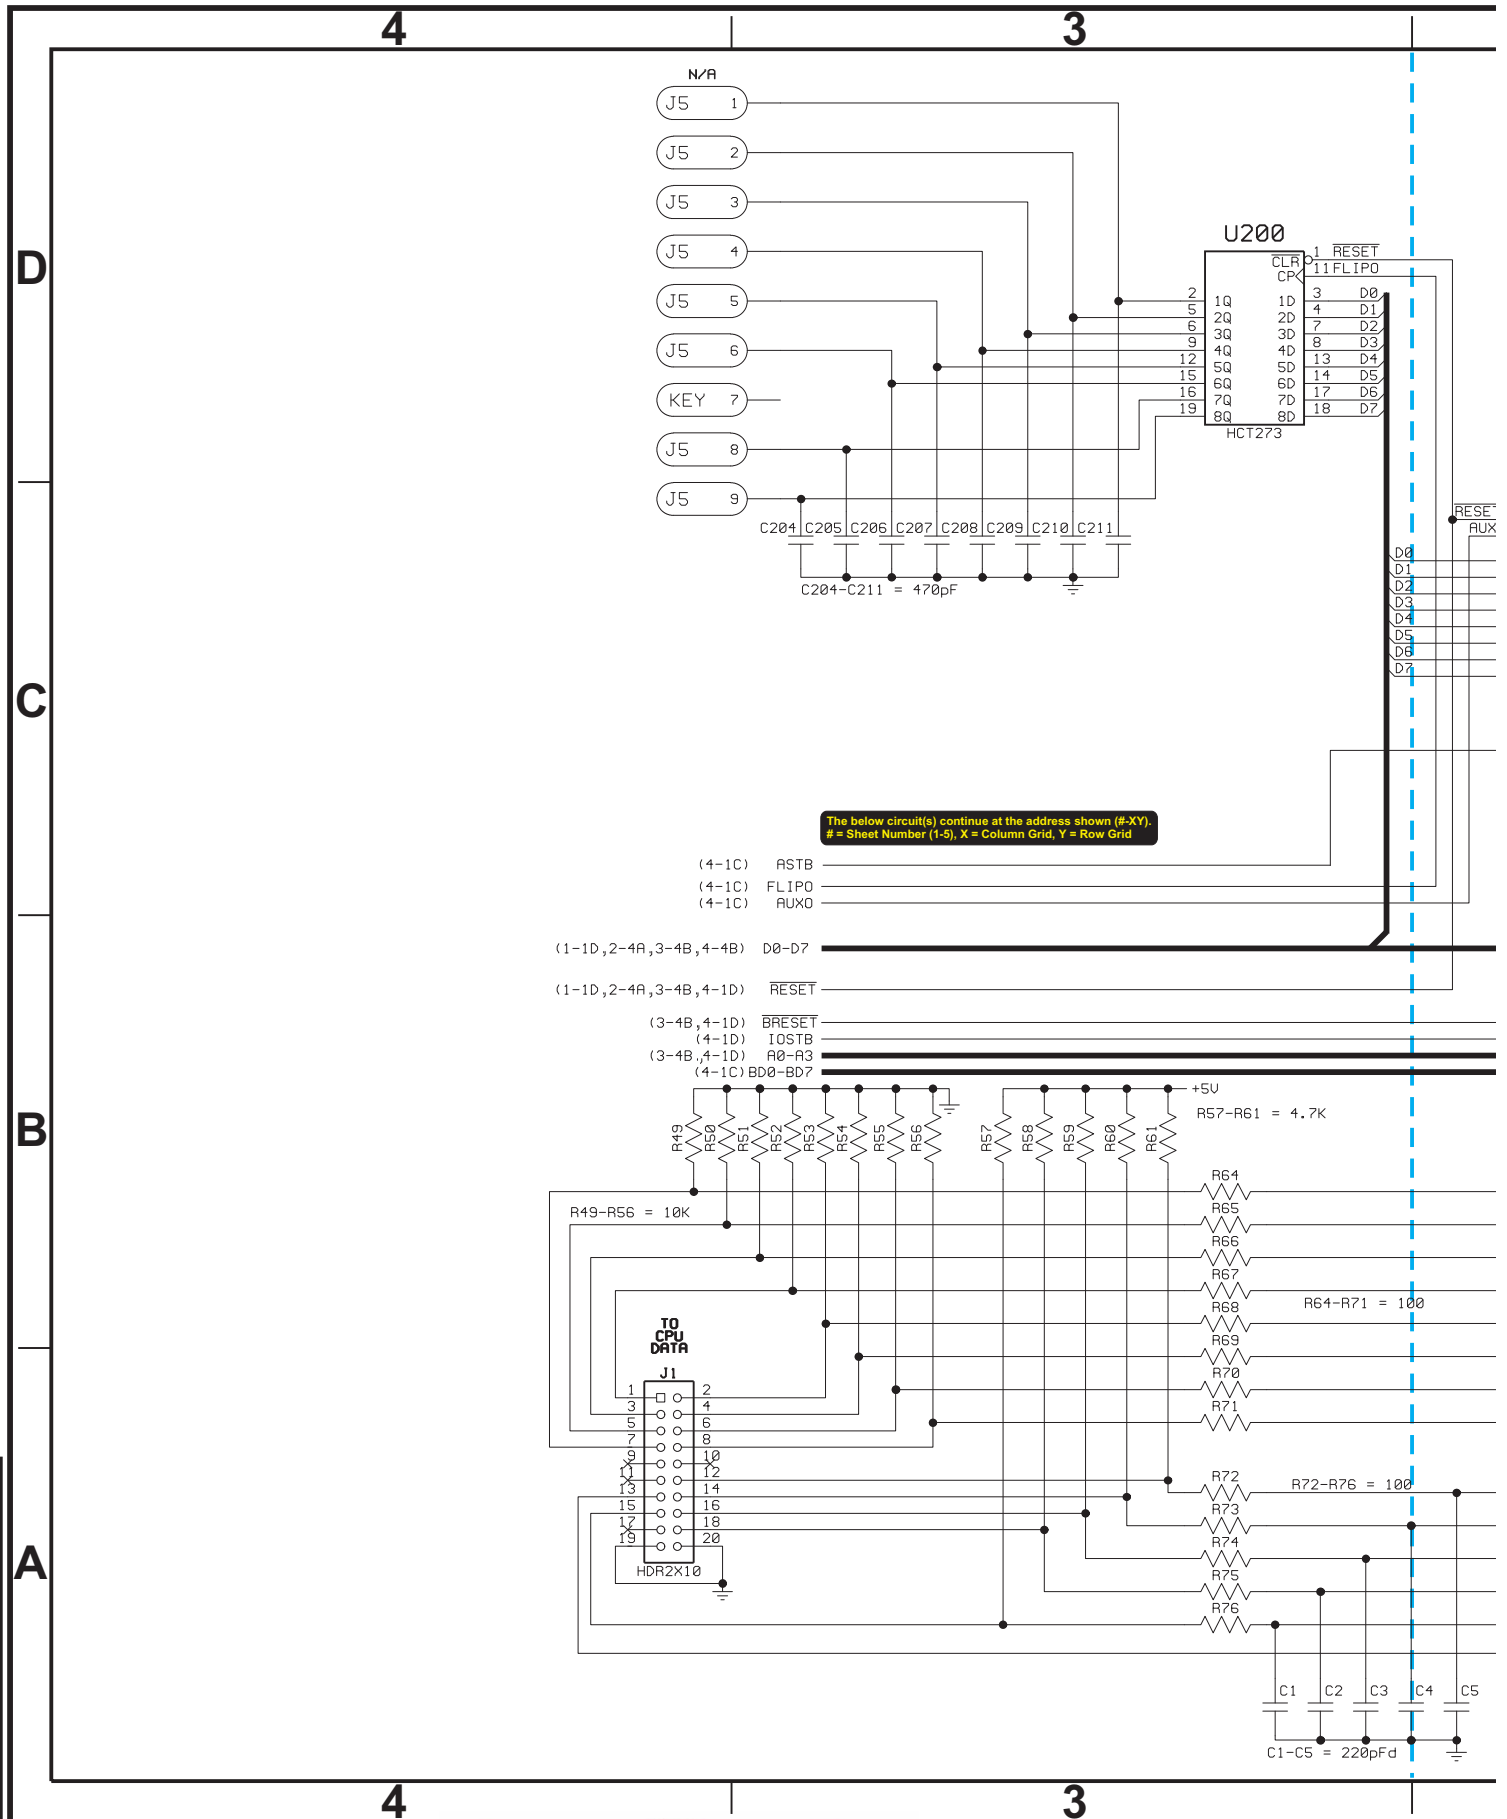 4 3
N/A
J5 1
J5 2
J5 3
J5 4
J5 5
J5 6
KEY 7
J5 8
J5 9
D
U200
CLR 1 RESET
CP 11 FLIPO
2 1Q 1D 3 D0
5 2Q 2D 4 D1
6 3Q 3D 7 D2
9 4Q 4D 8 D3
12 5Q 5D 13 D4
15 6Q 6D 14 D5
16 7Q 7D 17 D6
19 8Q 8D 18 D7
HCT273
RESET
AUX
C204 C205 C206 C207 C208 C209 C210 C211
C204-C211 = 470pF
D0
D1
D2
D3
D4
D5
D6
D7
C
The below circuit(s) continue at the address shown (#-XY).
# = Sheet Number (1-5), X = Column Grid, Y = Row Grid
(4-1C) ASTB
(4-1C) FLIPO
(4-1C) AUXO
(1-1D,2-4A,3-4B,4-4B) D0-D7
(1-1D,2-4A,3-4B,4-1D) RESET
(3-4B,4-1D) BRESET
(4-1D) IOSTB
(3-4B,4-1D) A0-A3
(4-1C) BD0-BD7
+5V
B
R49 R50 R51 R52 R53 R54 R55 R56 R57 R58 R59 R60 R61
R57-R61 = 4.7K
R49-R56 = 10K
R64
R65
R66
R67
R64-R71 = 100
R68
R69
R70
R71
TO
CPU
DATA
J1
1 2
3 4
5 6
7 8
9 10
11 12
13 14
15 16
17 18
19 20
HDR2X10
A
R72
R72-R76 = 100
R73
R74
R75
R76
C1 C2 C3 C4 C5
C1-C5 = 220pFd
4 3